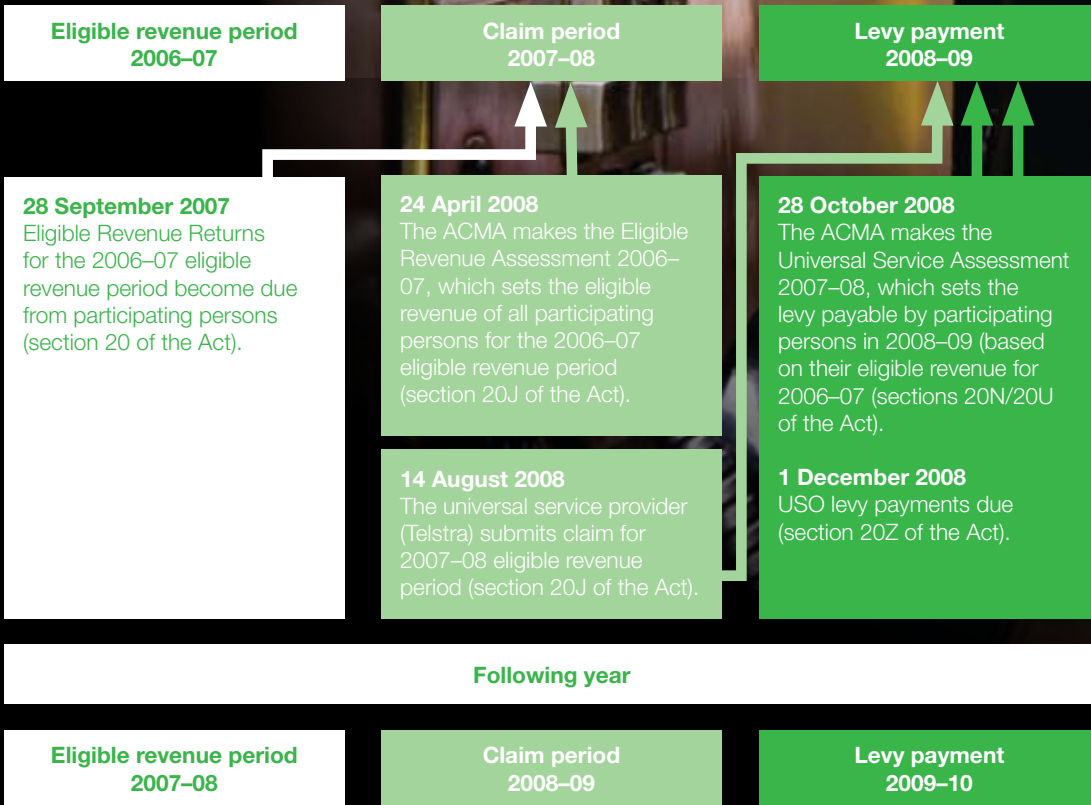 Eligible revenue period
2006–07
Claim period
2007–08
Levy payment
2008–09
28 September 2007
Eligible Revenue Returns
for the 2006–07 eligible
revenue period become due
from participating persons
(section 20 of the Act).
24 April 2008
The ACMA makes the Eligible
Revenue Assessment 2006–
07, which sets the eligible
revenue of all participating
persons for the 2006–07
eligible revenue period
(section 20J of the Act).
14 August 2008
The universal service provider
(Telstra) submits claim for
2007–08 eligible revenue
period (section 20J of the Act).
28 October 2008
The ACMA makes the
Universal Service Assessment
2007–08, which sets the
levy payable by participating
persons in 2008–09 (based
on their eligible revenue for
2006–07 (sections 20N/20U
of the Act).
1 December 2008
USO levy payments due
(section 20Z of the Act).
Following year
Eligible revenue period
2007–08
Claim period
2008–09
Levy payment
2009–10